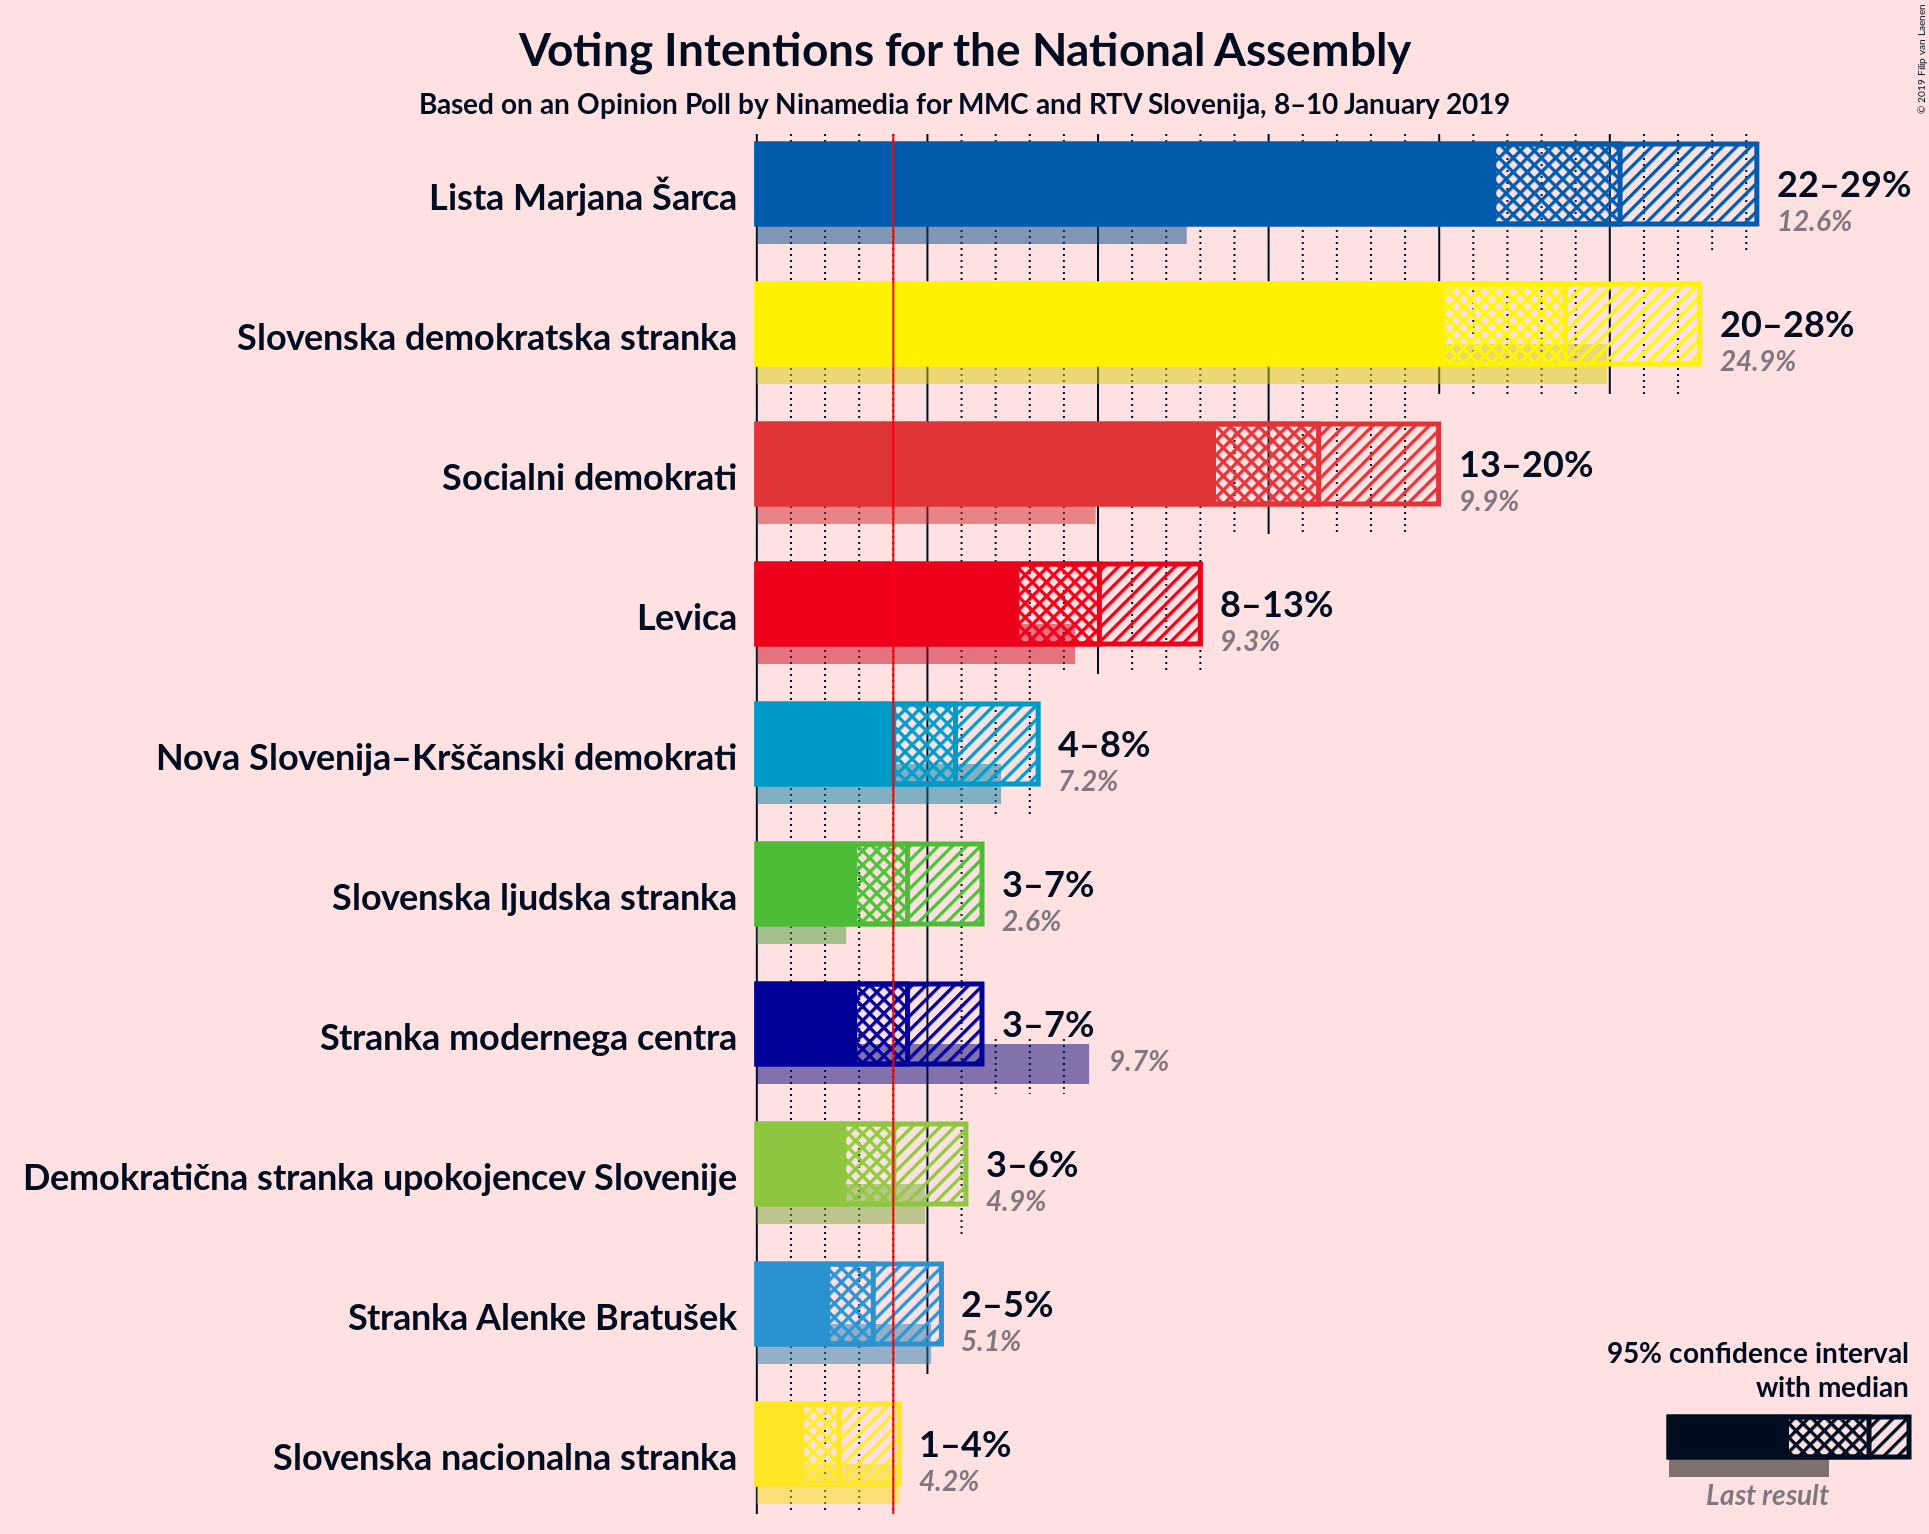 Voting Intentions for the National Assembly
Based on an Opinion Poll by Ninamedia for MMC and RTV Slovenija, 8–10 January 2019
© 2019 Filip van Laenen
Lista Marjana Šarca
22–29%
12.6%
Slovenska demokratska stranka
20–28%
24.9%
Socialni demokrati
13–20%
9.9%
Levica
8–13%
9.3%
Nova Slovenija–Krščanski demokrati
4–8%
7.2%
Slovenska ljudska stranka
3–7%
2.6%
Stranka modernega centra
3–7%
9.7%
Demokratična stranka upokojencev Slovenije
3–6%
4.9%
Stranka Alenke Bratušek
2–5%
5.1%
Slovenska nacionalna stranka
1–4%
4.2%
95% confidence interval
with median
Last result